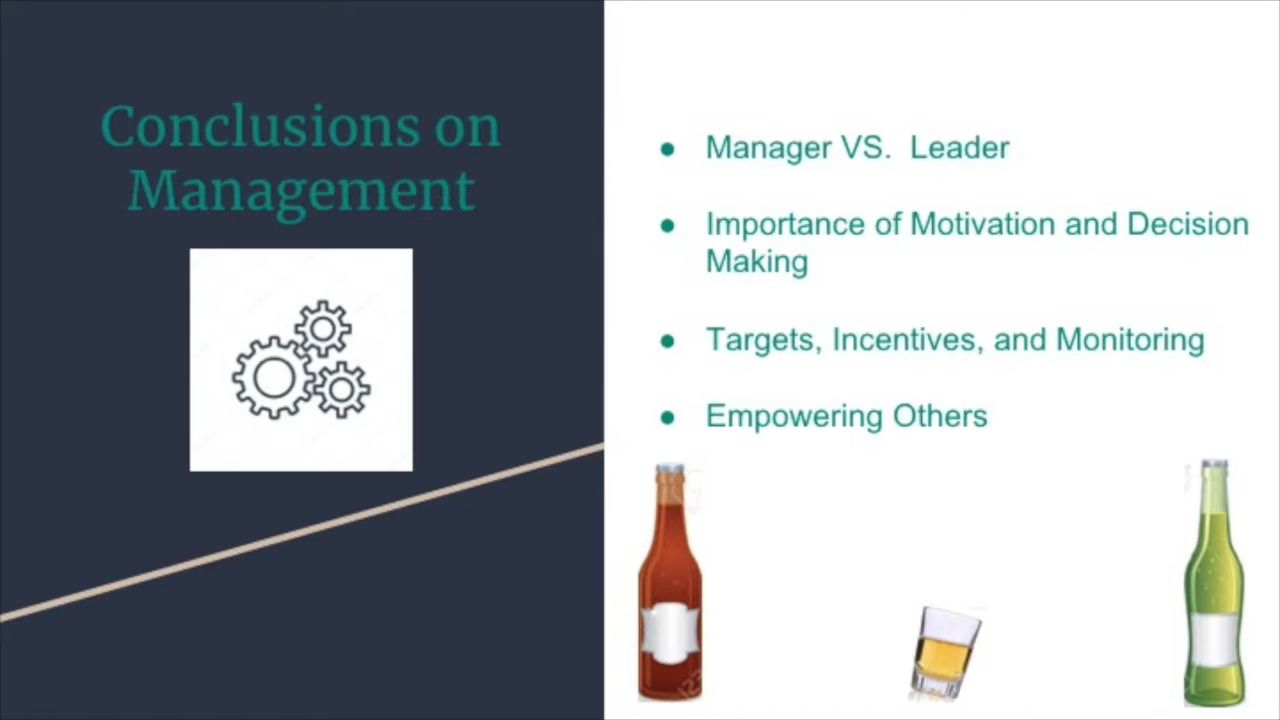 Conclusions on
Management
● Manager VS.  Leader
● Importance of Motivation and Decision
Making
● Targets, Incentives, and Monitoring
● Empowering Others